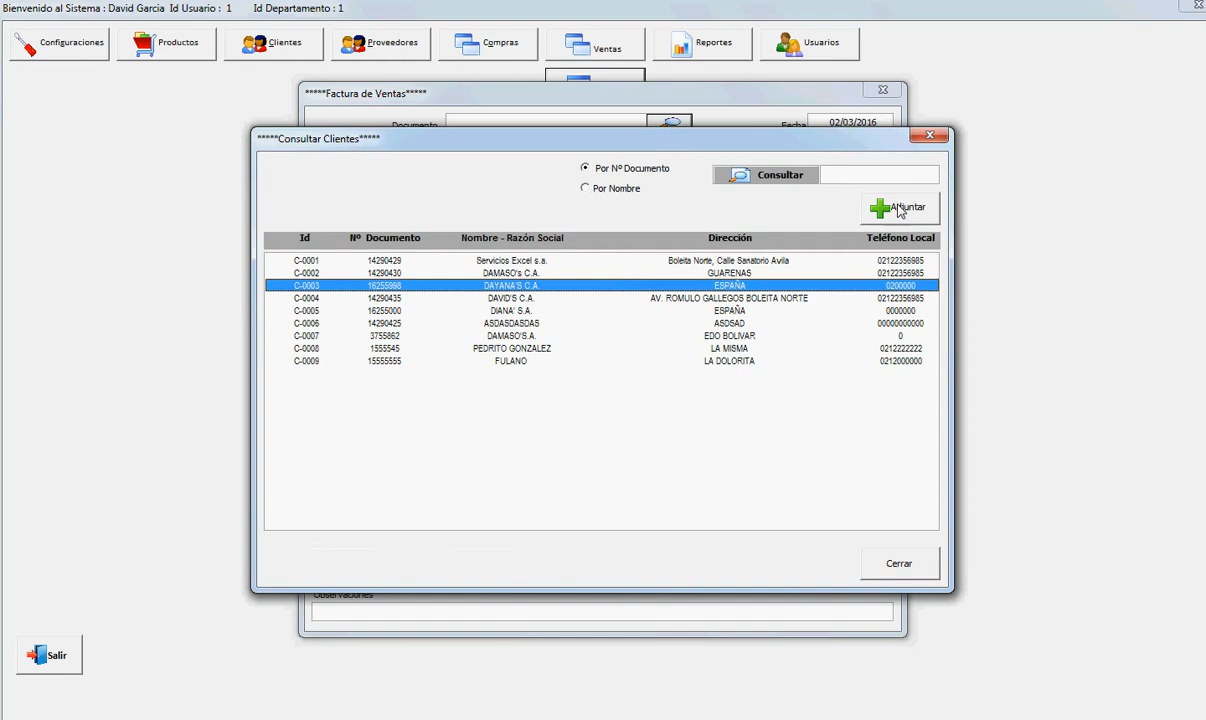 Bienvenido al Sistema : David Garcia Id Usuario : 1 Id Departamento : 1
Configuraciones Productos Clientes Proveedores Compras Ventas Reportes Usuarios
*****Factura de Ventas*****
Documento Fecha 02/03/2016
*****Consultar Clientes*****
Por Nº Documento Consultar
Por Nombre
Adjuntar
Id Nº Documento Nombre - Razón Social Dirección Teléfono Local
C-0001 14290429 Servicios Excel s.a. Boleita Norte, Calle Sanatorio Avila 02122356985
C-0002 14290430 DAMASO's C.A. GUARENAS 02122356985
C-0003 16255998 DAYANA'S C.A. ESPAÑA 0200000
C-0004 14290435 DAVID'S C.A. AV. ROMULO GALLEGOS BOLEITA NORTE 02122356985
C-0005 16255000 DIANA' S.A. ESPAÑA 0000000
C-0006 14290425 ASDASDASDAS ASDSAD 00000000000
C-0007 3755862 DAMASO'S.A. EDO BOLIVAR 0
C-0008 1555545 PEDRITO GONZALEZ LA MISMA 0212222222
C-0009 15555555 FULANO LA DOLORITA 0212000000
Cerrar
Observaciones
Salir